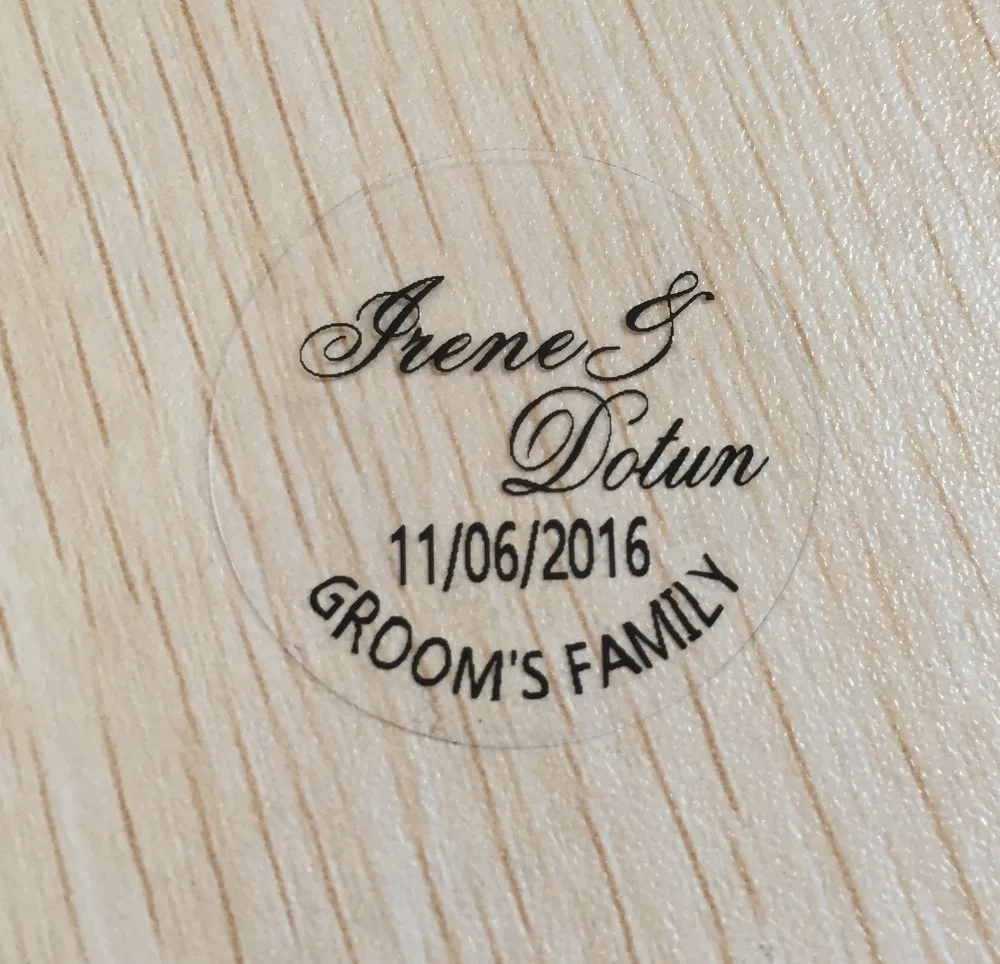 Irene &
Dotun
11/06/2016
GROOM'S FAMILY